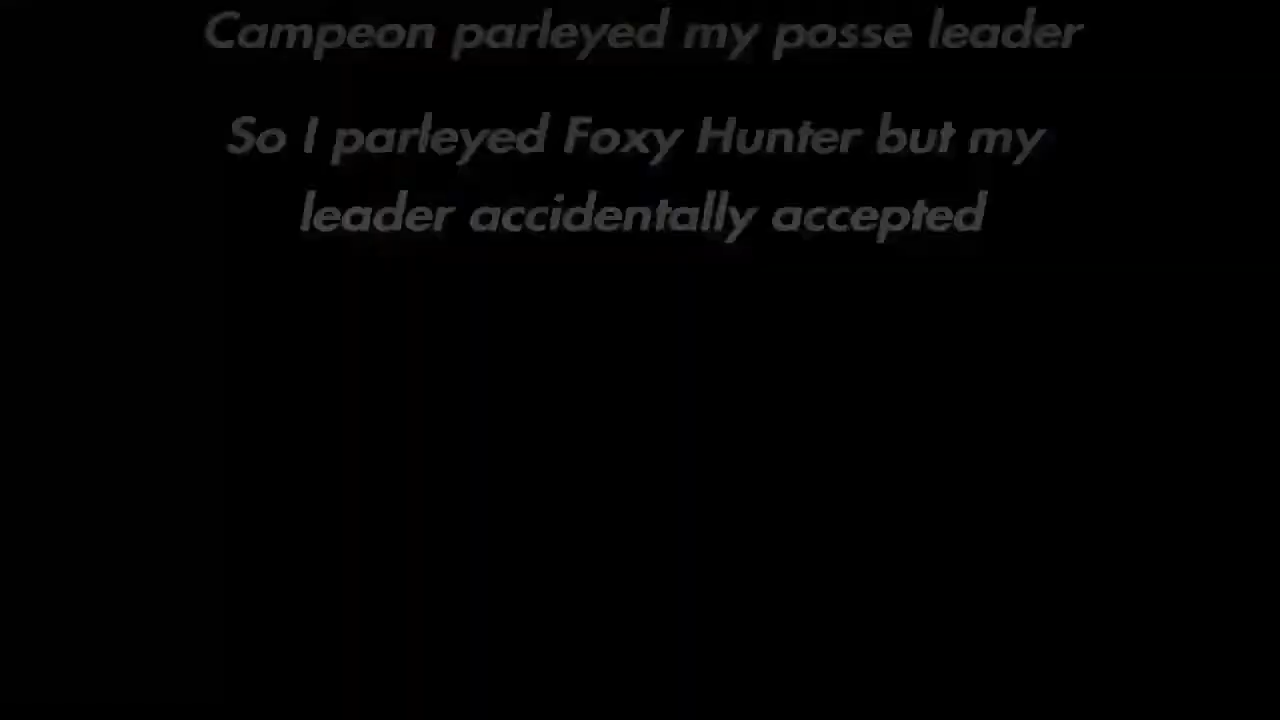 Campeon parleyed my posse leader
So I parleyed Foxy Hunter but my
leader accidentally accepted